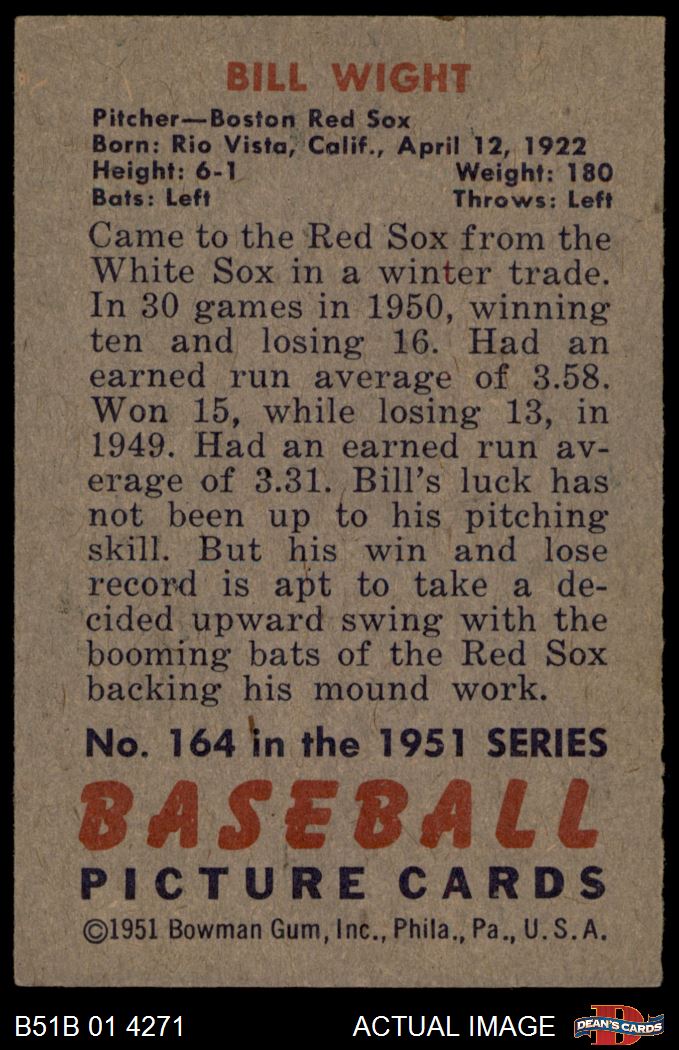 BILL WIGHT
Pitcher—Boston Red Sox
Born: Rio Vista, Calif., April 12, 1922
Height: 6-1 Weight: 180
Bats: Left Throws: Left
Came to the Red Sox from the
White Sox in a winter trade.
In 30 games in 1950, winning
ten and losing 16. Had an
earned run average of 3.58.
Won 15, while losing 13, in
1949. Had an earned run av-
erage of 3.31. Bill's luck has
not been up to his pitching
skill. But his win and lose
record is apt to take a de-
cided upward swing with the
booming bats of the Red Sox
backing his mound work.
No. 164 in the 1951 SERIES
BASEBALL
PICTURE CARDS
©1951 Bowman Gum, Inc., Phila., Pa., U.S.A.
B51B 01 4271 ACTUAL IMAGE D DEAN'S CARDS